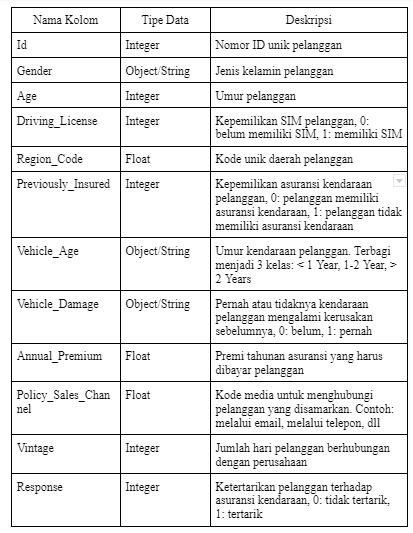 Nama Kolom Tipe Data Deskripsi
Id Integer Nomor ID unik pelanggan
Gender Object/String Jenis kelamin pelanggan
Age Integer Umur pelanggan
Driving_License Integer Kepemilikan SIM pelanggan, 0:
belum memiliki SIM, 1: memiliki SIM
Region_Code Float Kode unik daerah pelanggan
Previously_Insured Integer Kepemilikan asuransi kendaraan
pelanggan, 0: pelanggan memiliki
asuransi kendaraan, 1: pelanggan tidak
memiliki asuransi kendaraan
Vehicle_Age Object/String Umur kendaraan pelanggan. Terbagi
menjadi 3 kelas: < 1 Year, 1-2 Year, >
2 Years
Vehicle_Damage Object/String Pernah atau tidaknya kendaraan
pelanggan mengalami kerusakan
sebelumnya, 0: belum, 1: pernah
Annual_Premium Float Premi tahunan asuransi yang harus
dibayar pelanggan
Policy_Sales_Chan Float Kode media untuk menghubungi
nel pelanggan yang disamarkan. Contoh:
melalui email, melalui telepon, dll
Vintage Integer Jumlah hari pelanggan berhubungan
dengan perusahaan
Response Integer Ketertarikan pelanggan terhadap
asuransi kendaraan, 0: tidak tertarik,
1: tertarik